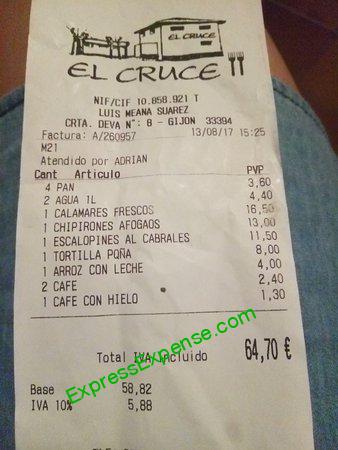 EL CRUCE
EL CRUCE
NIF/CIF 10.858.921 T
LUIS MEANA SUAREZ
CRTA. DEVA Nº: 8 - GIJON 33394
Factura: A/260957 13/08/17 15:25
M21
Atendido por ADRIAN
Cant Articulo PVP
4 PAN 3,60
2 AGUA 1L 4,40
1 CALAMARES FRESCOS 16,50
1 CHIPIRONES AFOGAOS 13,00
1 ESCALOPINES AL CABRALES 11,50
1 TORTILLA PQÑA 8,00
1 ARROZ CON LECHE 4,00
2 CAFE 2,40
1 CAFE CON HIELO 1,30
Total IVA Incluido 64,70 €
Base 58,82
IVA 10% 5,88
ExpressExpense.com